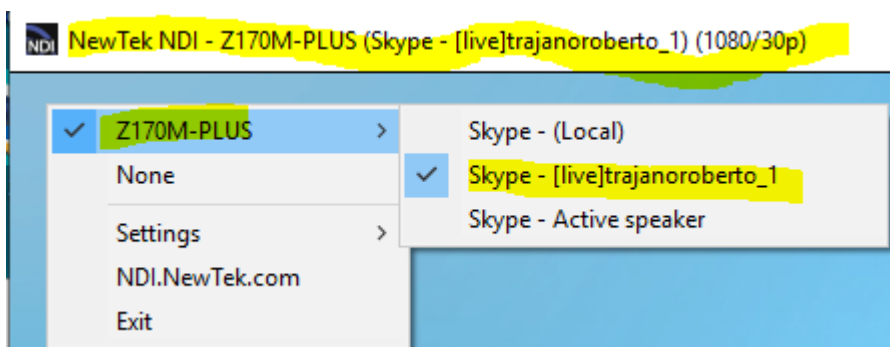 NDI NewTek NDI - Z170M-PLUS (Skype - [live]trajanoroberto_1) (1080/30p)
Z170M-PLUS
None
Settings
NDI.NewTek.com
Exit
Skype - (Local)
Skype - [live]trajanoroberto_1
Skype - Active speaker